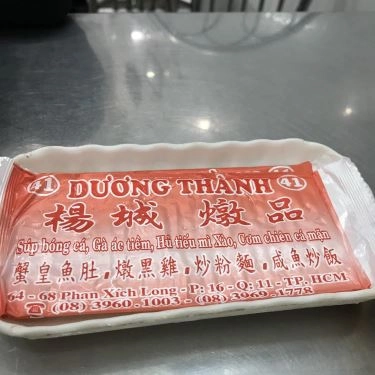 41 DƯƠNG THÀNH 41
楊城燉品
Súp bóng cá, Gà ác tiềm, Hủ tiếu mì Xào, Cơm chiên cá mặn
蟹皇魚肚,燉黑雞,炒粉麵,咸魚炒飯
64 - 68 Phan Xích Long - P: 16 - Q: 11 - TP. HCM
(08) 3960.1003 - (08) 3969.1778